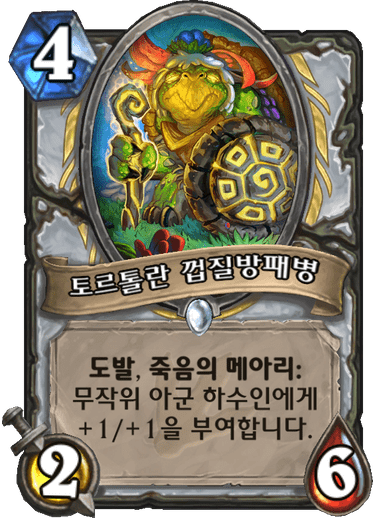 4
토르톨란 껍질방패병
도발, 죽음의 메아리:
무작위 아군 하수인에게
+1/+1을 부여합니다.
2
6